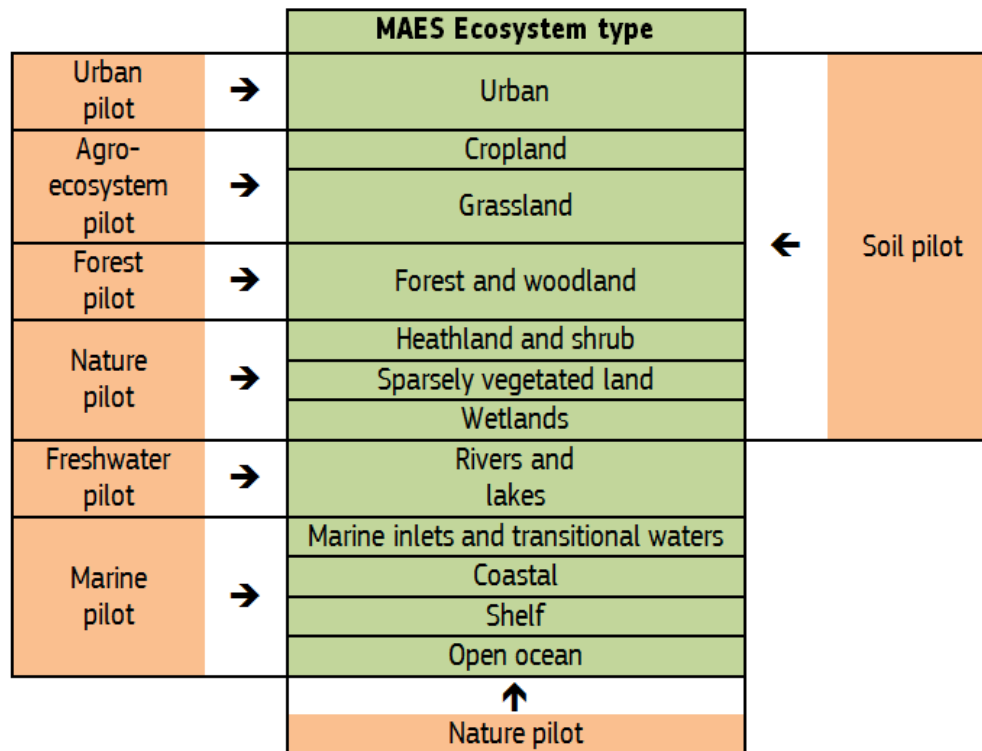 MAES Ecosystem type
Urban
pilot
➔
Urban
Agro-
ecosystem
pilot
➔
Cropland
Grassland
Forest
pilot
➔
Forest and woodland
Nature
pilot
➔
Heathland and shrub
Sparsely vegetated land
Wetlands
Freshwater
pilot
➔
Rivers and
lakes
Marine
pilot
➔
Marine inlets and transitional waters
Coastal
Shelf
Open ocean
🡰
Soil pilot
🡱
Nature pilot